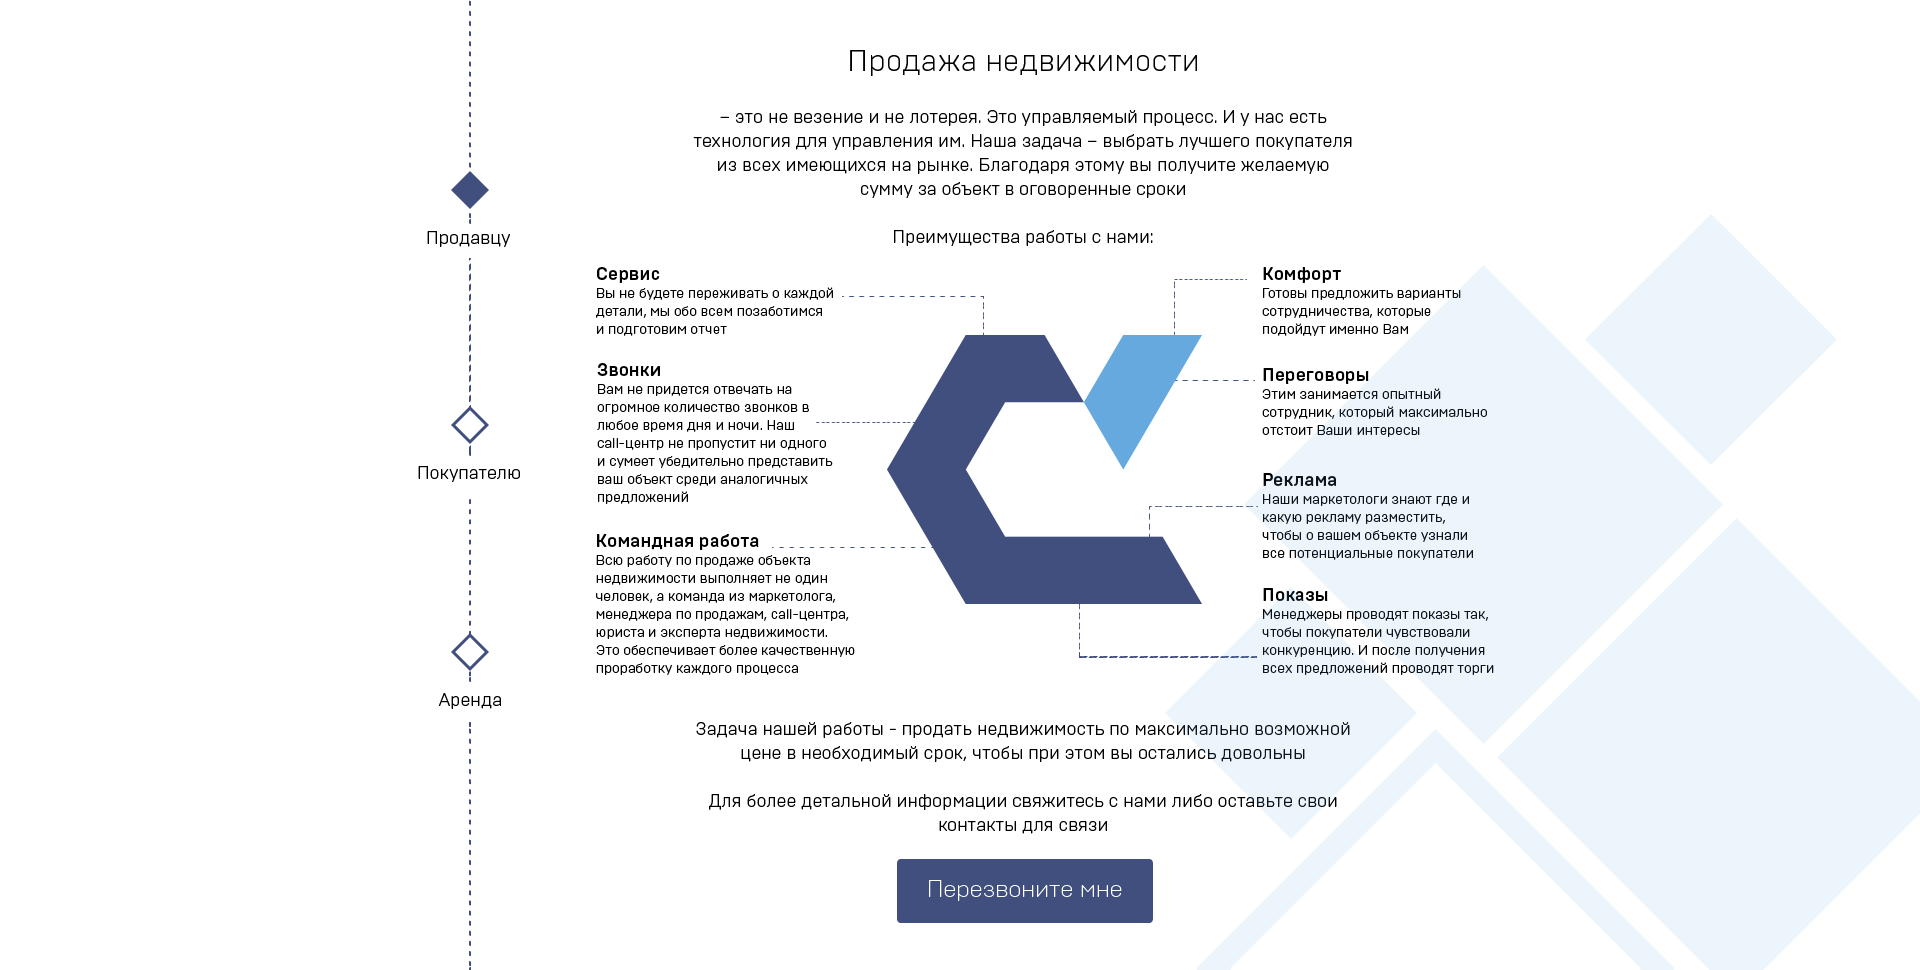 Продажа недвижимости
– это не везение и не лотерея. Это управляемый процесс. И у нас есть
технология для управления им. Наша задача – выбрать лучшего покупателя
из всех имеющихся на рынке. Благодаря этому вы получите желаемую
сумму за объект в оговоренные сроки
Продавцу
Покупателю
Аренда
Преимущества работы с нами:
Сервис
Вы не будете переживать о каждой
детали, мы обо всем позаботимся
и подготовим отчет
Звонки
Вам не придется отвечать на
огромное количество звонков в
любое время дня и ночи. Наш
call-центр не пропустит ни одного
и сумеет убедительно представить
ваш объект среди аналогичных
предложений
Командная работа
Всю работу по продаже объекта
недвижимости выполняет не один
человек, а команда из маркетолога,
менеджера по продажам, call-центра,
юриста и эксперта недвижимости.
Это обеспечивает более качественную
проработку каждого процесса
Комфорт
Готовы предложить варианты
сотрудничества, которые
подойдут именно Вам
Переговоры
Этим занимается опытный
сотрудник, который максимально
отстоит Ваши интересы
Реклама
Наши маркетологи знают где и
какую рекламу разместить,
чтобы о вашем объекте узнали
все потенциальные покупатели
Показы
Менеджеры проводят показы так,
чтобы покупатели чувствовали
конкуренцию. И после получения
всех предложений проводят торги
Задача нашей работы - продать недвижимость по максимально возможной
цене в необходимый срок, чтобы при этом вы остались довольны
Для более детальной информации свяжитесь с нами либо оставьте свои
контакты для связи
Перезвоните мне